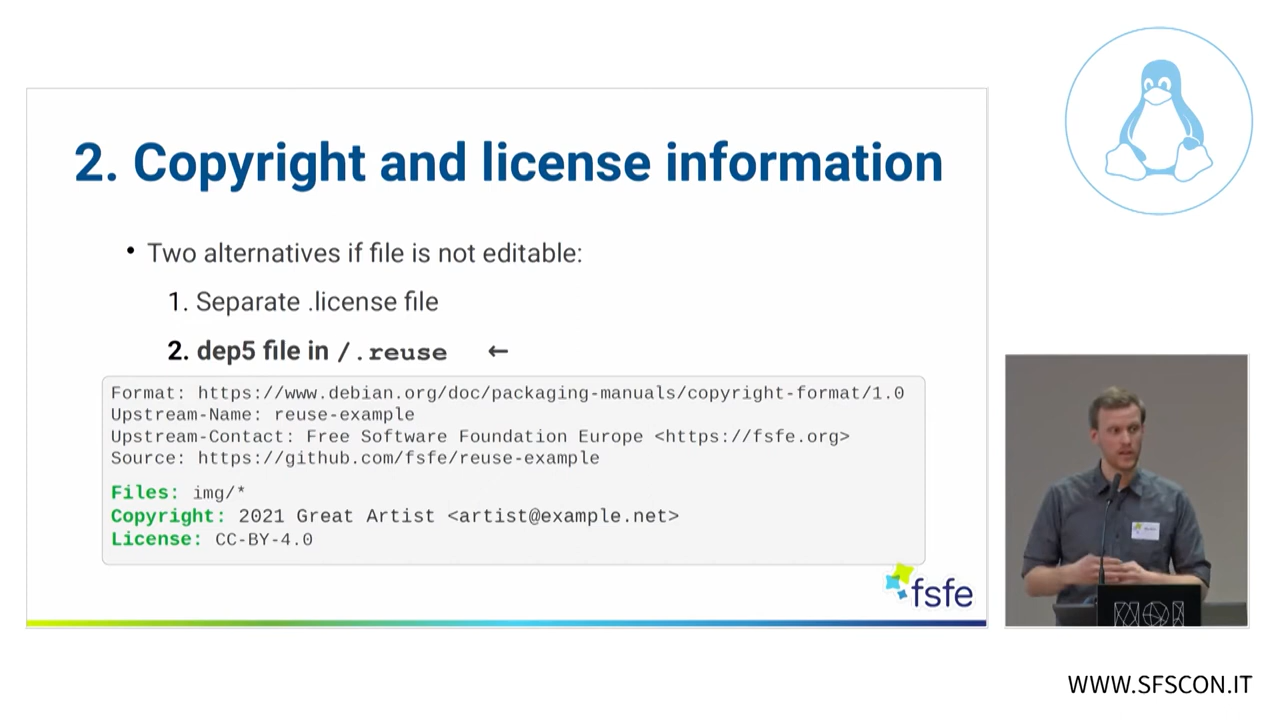 2. Copyright and license information
• Two alternatives if file is not editable:
1. Separate .license file
2. dep5 file in /.reuse ←
Format: https://www.debian.org/doc/packaging-manuals/copyright-format/1.0
Upstream-Name: reuse-example
Upstream-Contact: Free Software Foundation Europe <https://fsfe.org>
Source: https://github.com/fsfe/reuse-example
Files: img/*
Copyright: 2021 Great Artist <artist@example.net>
License: CC-BY-4.0
fsfe
NOI
WWW.SFSCON.IT